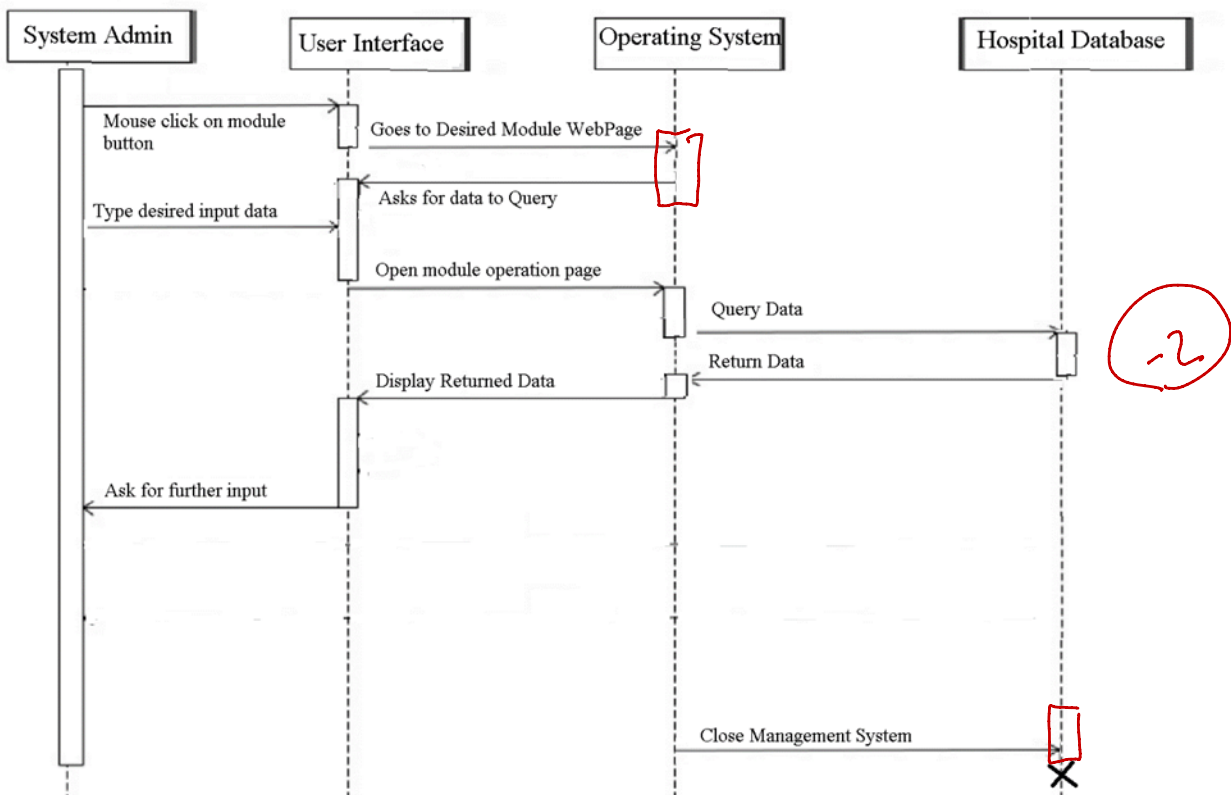 System Admin
User Interface
Operating System
Hospital Database
Mouse click on module
button
Goes to Desired Module WebPage
Asks for data to Query
Type desired input data
Open module operation page
Query Data
-2
Return Data
Display Returned Data
Ask for further input
Close Management System